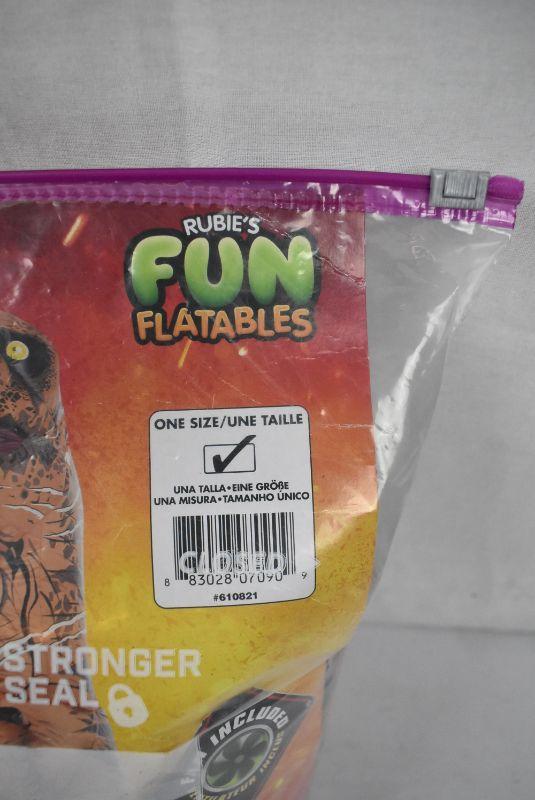 RUBIE'S
FUN
FLATABLES
ONE SIZE/UNE TAILLE
UNA TALLA•EINE GRÖßE
UNA MISURA•TAMANHO ÚNICO
CLOSED
8 83028 07090 9
#610821
STRONGER
SEAL
INCLUDED